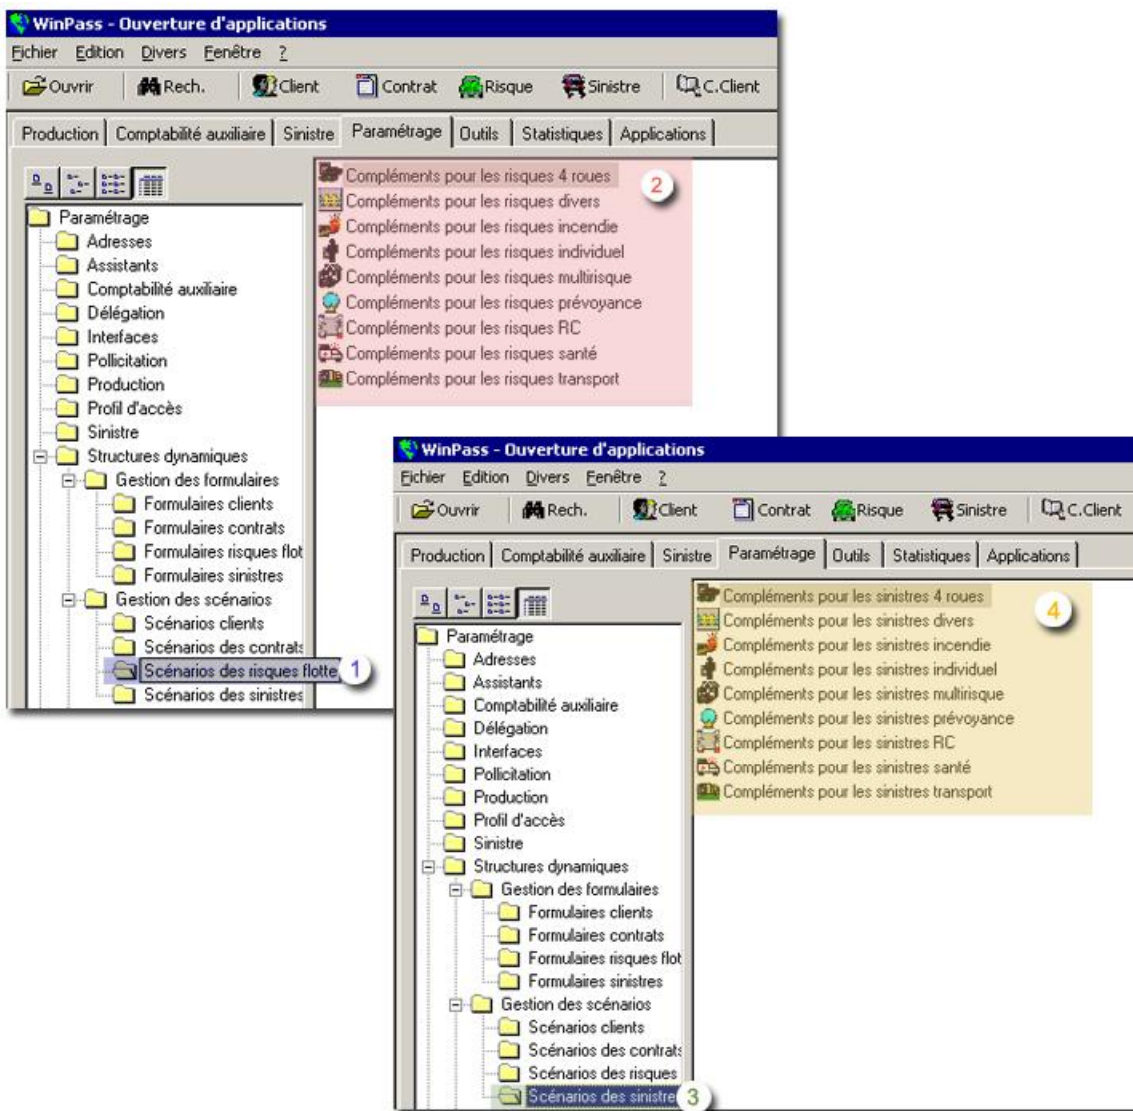 WinPass - Ouverture d'applications
Fichier Edition Divers Fenêtre ?
Ouvrir Rech. Client Contrat Risque Sinistre C.Client
Production Comptabilité auxiliaire Sinistre Paramétrage Outils Statistiques Applications
Paramétrage
Adresses
Assistants
Comptabilité auxiliaire
Délégation
Interfaces
Pollicitation
Production
Profil d'accès
Sinistre
Structures dynamiques
Gestion des formulaires
Formulaires clients
Formulaires contrats
Formulaires risques flot
Formulaires sinistres
Gestion des scénarios
Scénarios clients
Scénarios des contrats
Scénarios des risques flotte 1
Scénarios des sinistres
Compléments pour les risques 4 roues 2
Compléments pour les risques divers
Compléments pour les risques incendie
Compléments pour les risques individuel
Compléments pour les risques multirisque
Compléments pour les risques prévoyance
Compléments pour les risques RC
Compléments pour les risques santé
Compléments pour les risques transport
WinPass - Ouverture d'applications
Fichier Edition Divers Fenêtre ?
Ouvrir Rech. Client Contrat Risque Sinistre C.Client
Production Comptabilité auxiliaire Sinistre Paramétrage Outils Statistiques Applications
Paramétrage
Adresses
Assistants
Comptabilité auxiliaire
Délégation
Interfaces
Pollicitation
Production
Profil d'accès
Sinistre
Structures dynamiques
Gestion des formulaires
Formulaires clients
Formulaires contrats
Formulaires risques flot
Formulaires sinistres
Gestion des scénarios
Scénarios clients
Scénarios des contrats
Scénarios des risques
Scénarios des sinistre 3
Compléments pour les sinistres 4 roues 4
Compléments pour les sinistres divers
Compléments pour les sinistres incendie
Compléments pour les sinistres individuel
Compléments pour les sinistres multirisque
Compléments pour les sinistres prévoyance
Compléments pour les sinistres RC
Compléments pour les sinistres santé
Compléments pour les sinistres transport